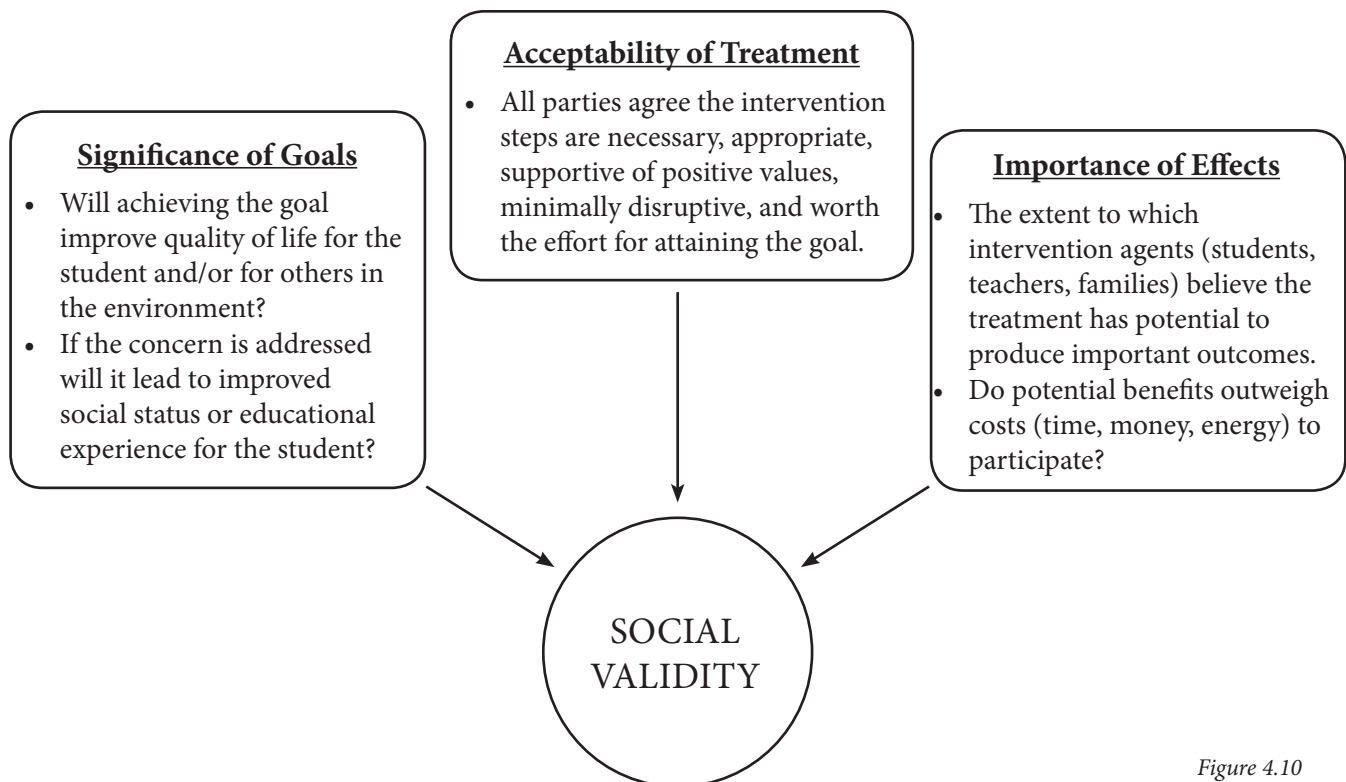 Significance of Goals
• Will achieving the goal
improve quality of life for the
student and/or for others in
the environment?
• If the concern is addressed
will it lead to improved
social status or educational
experience for the student?
Acceptability of Treatment
• All parties agree the intervention
steps are necessary, appropriate,
supportive of positive values,
minimally disruptive, and worth
the effort for attaining the goal.
Importance of Effects
• The extent to which
intervention agents (students,
teachers, families) believe the
treatment has potential to
produce important outcomes.
• Do potential benefits outweigh
costs (time, money, energy) to
participate?
SOCIAL
VALIDITY
Figure 4.10